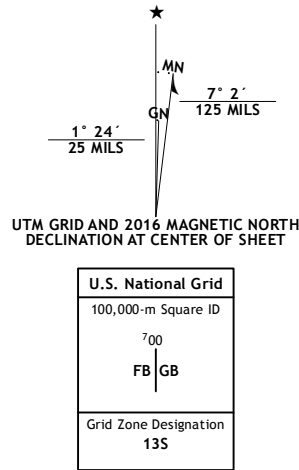 MN
7° 2´
125 MILS
GN
1° 24´
25 MILS
UTM GRID AND 2016 MAGNETIC NORTH
DECLINATION AT CENTER OF SHEET
U.S. National Grid
100,000-m Square ID
⁷00
FB GB
Grid Zone Designation
13S